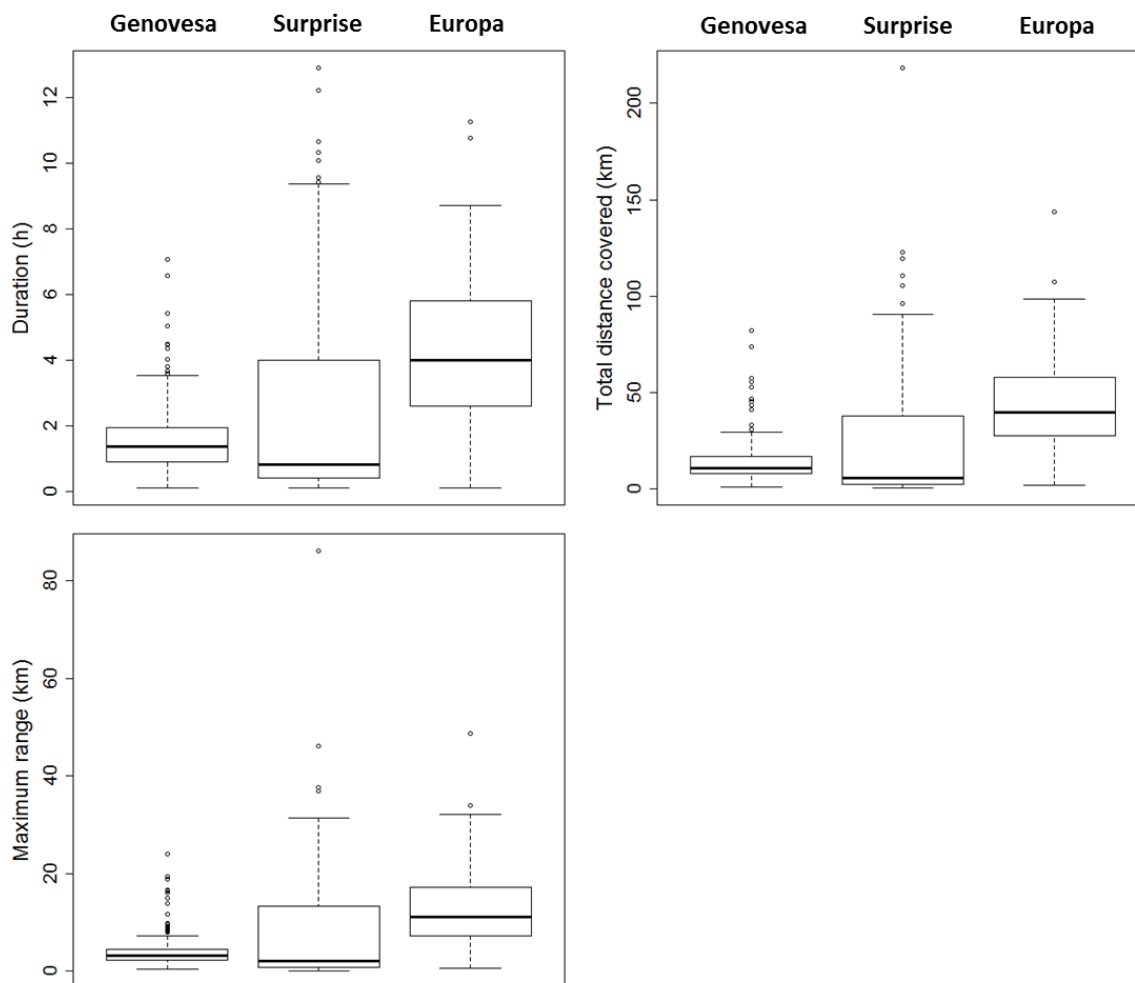 Genovesa Surprise Europa
Duration (h)
0 2 4 6 8 10 12
Genovesa Surprise Europa
Total distance covered (km)
0 50 100 150 200
Maximum range (km)
0 20 40 60 80